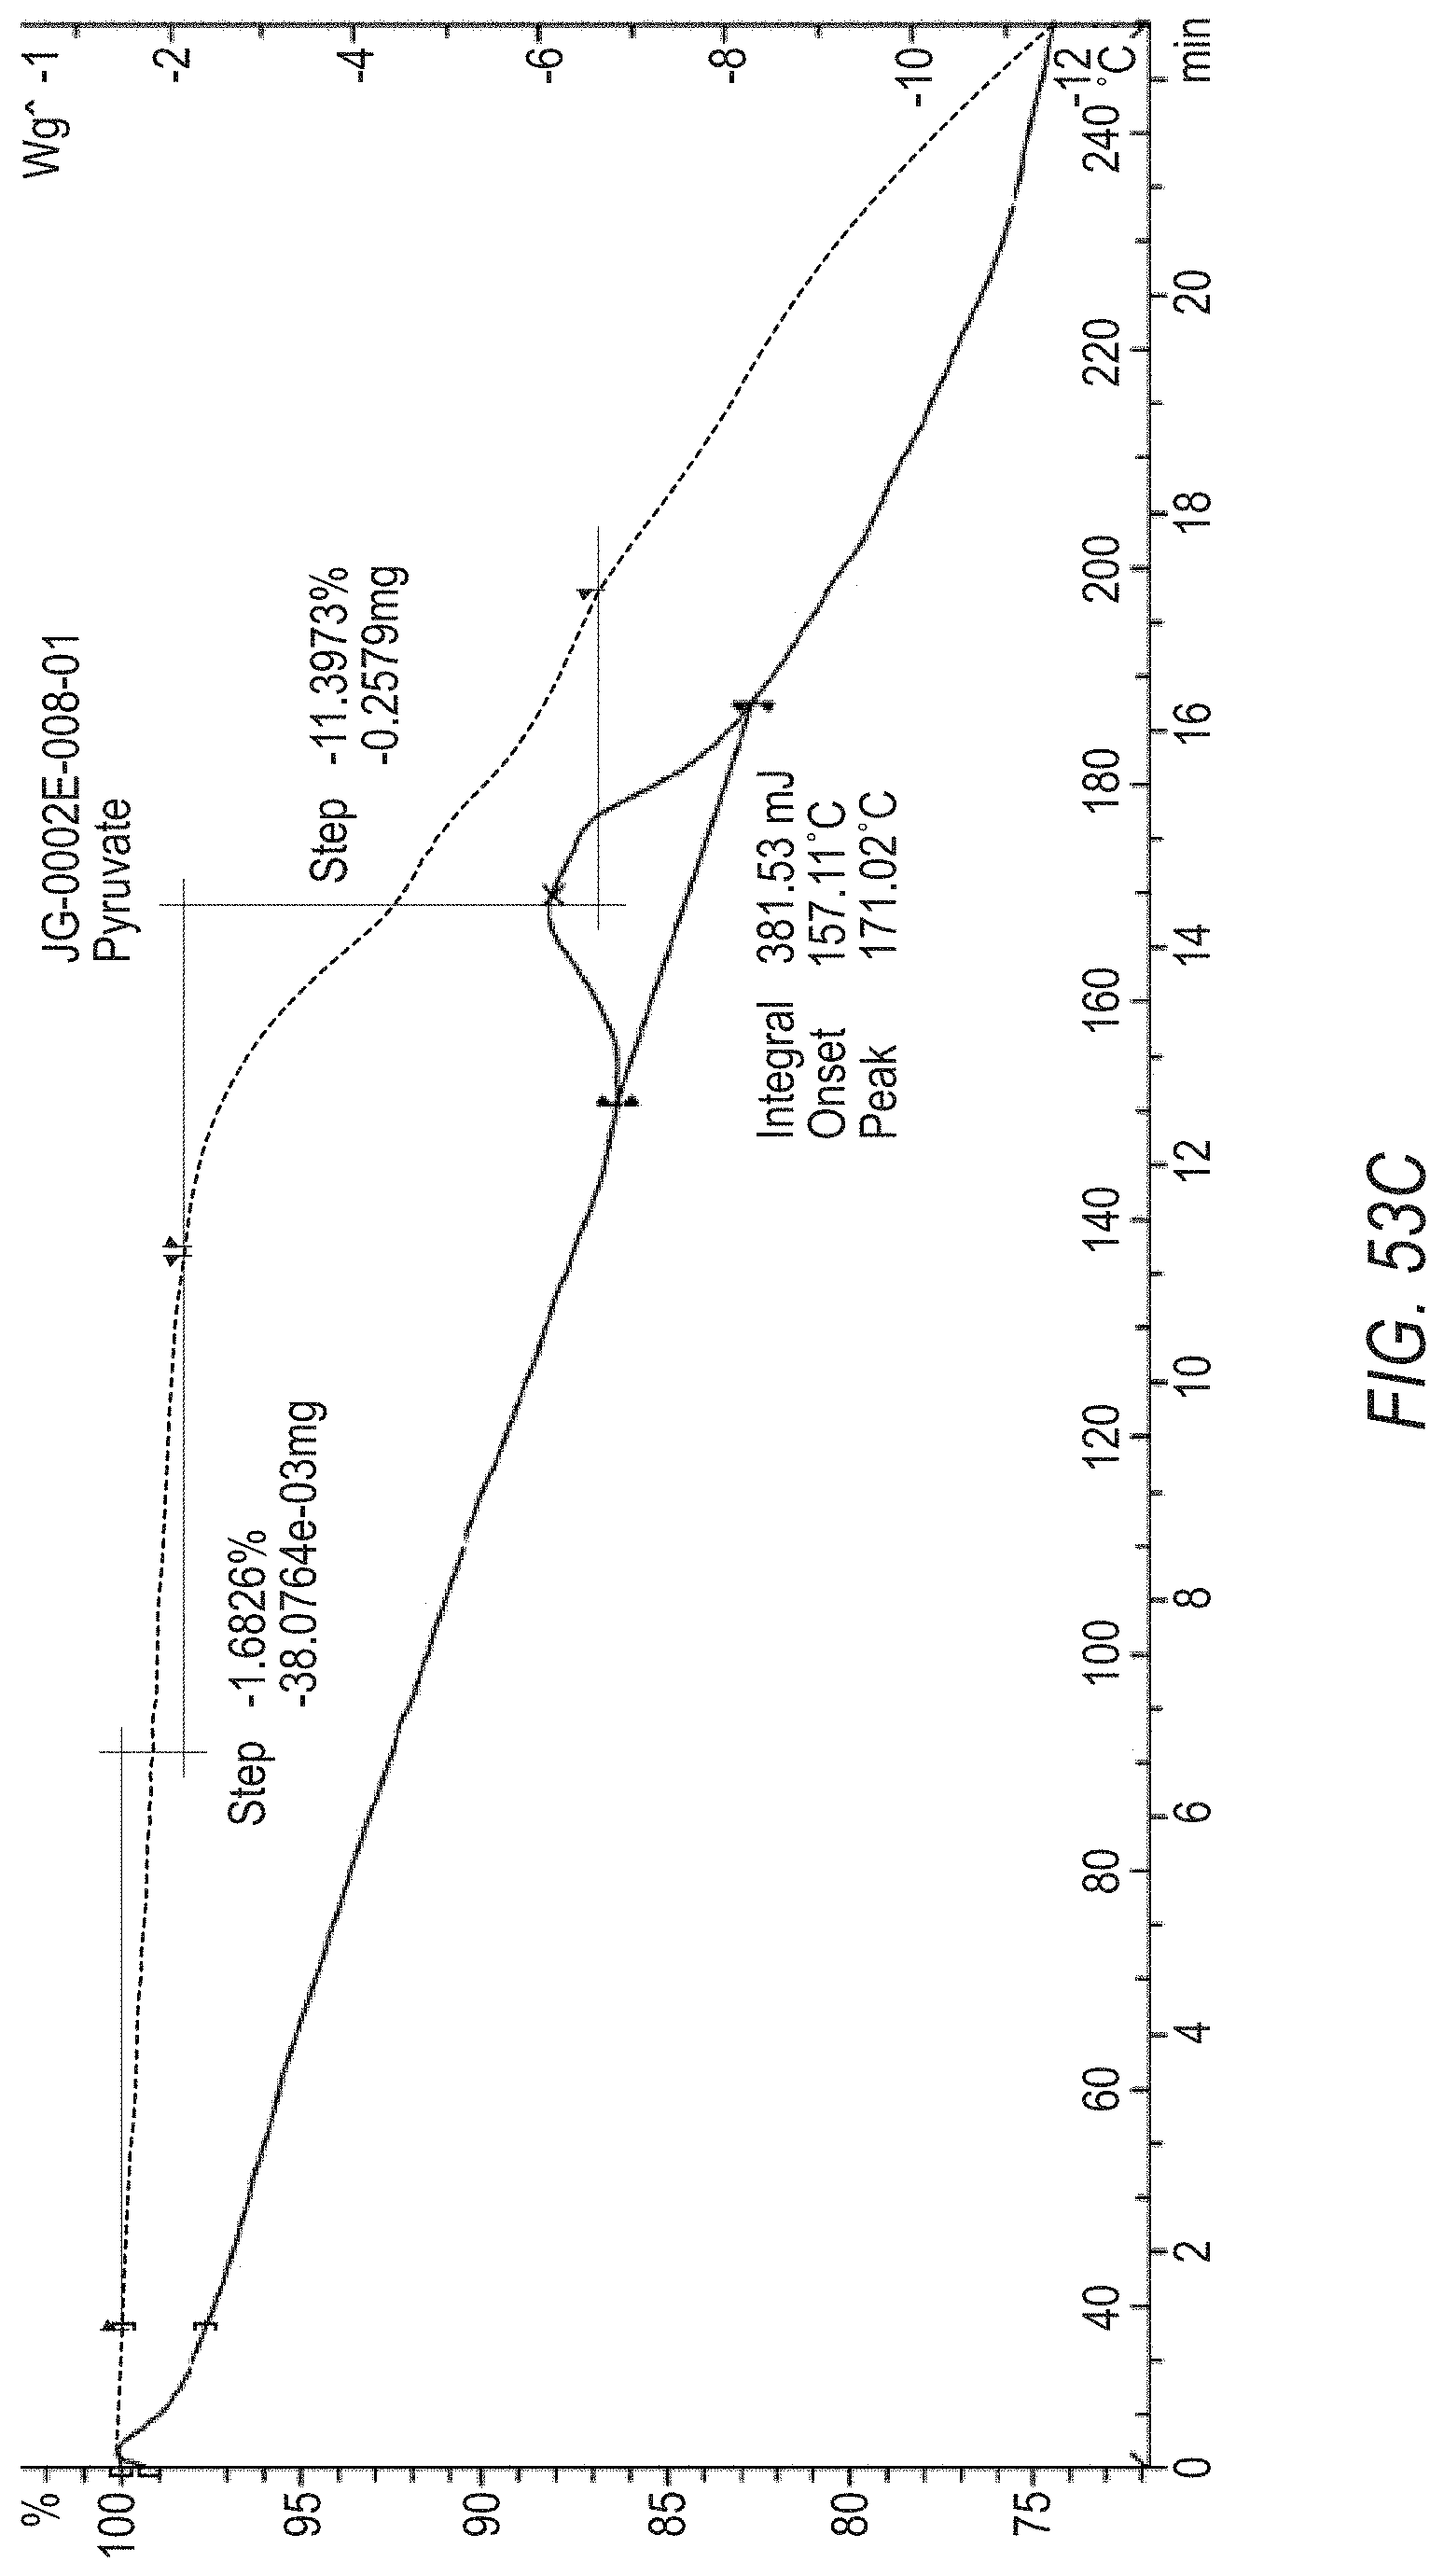 %
100
95
90
85
80
75
Wg^
-1
-2
-4
-6
-8
-10
-12
JG-0002E-008-01
Pyruvate
Step -11.3973%
-0.2579mg
Step -1.6826%
-38.0764e-03mg
Integral 381.53 mJ
Onset 157.11°C
Peak 171.02°C
40 60 80 100 120 140 160 180 200 220 240 °C
0 2 4 6 8 10 12 14 16 18 20 min
FIG. 53C